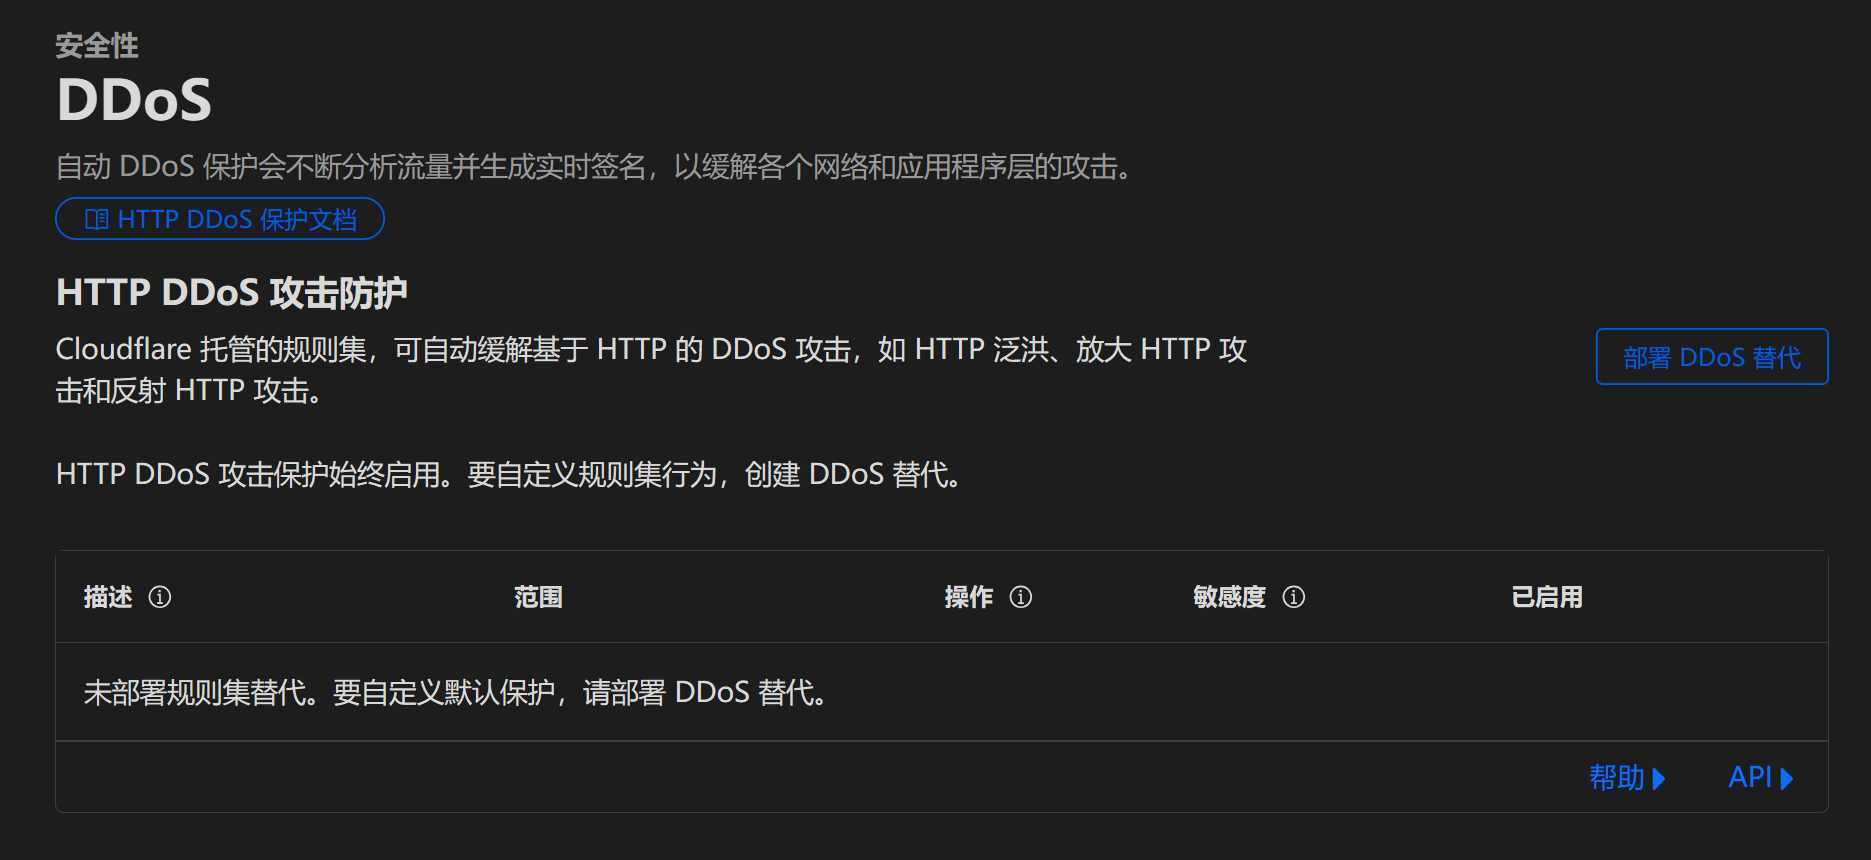 安全性
DDoS
自动 DDoS 保护会不断分析流量并生成实时签名，以缓解各个网络和应用程序层的攻击。
HTTP DDoS 保护文档
HTTP DDoS 攻击防护
Cloudflare 托管的规则集，可自动缓解基于 HTTP 的 DDoS 攻击，如 HTTP 泛洪、放大 HTTP 攻
击和反射 HTTP 攻击。
部署 DDoS 替代
HTTP DDoS 攻击保护始终启用。要自定义规则集行为，创建 DDoS 替代。
描述 范围 操作 敏感度 已启用
未部署规则集替代。要自定义默认保护，请部署 DDoS 替代。
帮助 API